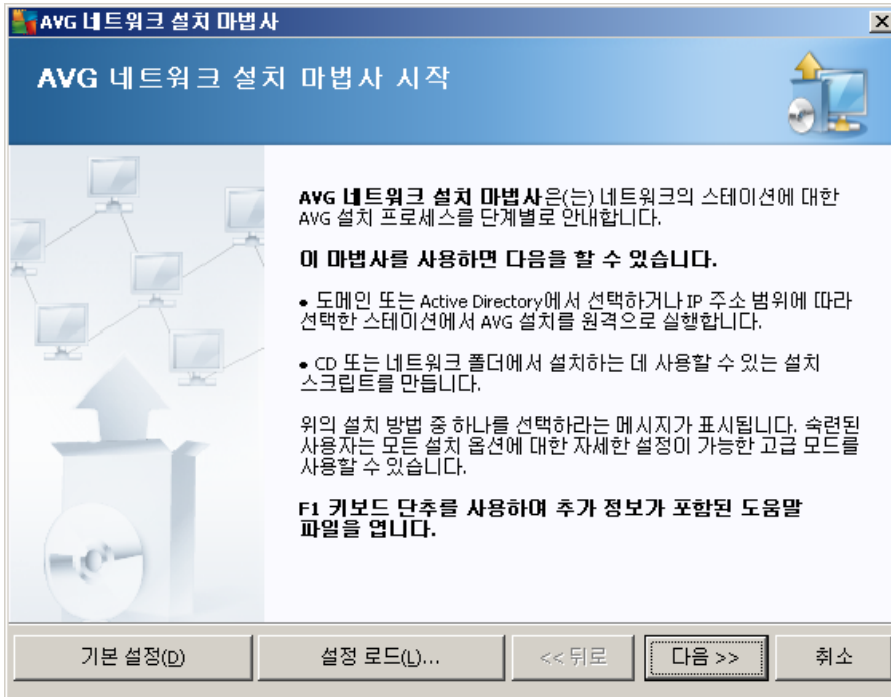 AVG 네트워크 설치 마법사
AVG 네트워크 설치 마법사 시작
AVG 네트워크 설치 마법사은(는) 네트워크의 스테이션에 대한
AVG 설치 프로세스를 단계별로 안내합니다.
이 마법사를 사용하면 다음을 할 수 있습니다.
• 도메인 또는 Active Directory에서 선택하거나 IP 주소 범위에 따라
선택한 스테이션에서 AVG 설치를 원격으로 실행합니다.
• CD 또는 네트워크 폴더에서 설치하는 데 사용할 수 있는 설치
스크립트를 만듭니다.
위의 설치 방법 중 하나를 선택하라는 메시지가 표시됩니다. 숙련된
사용자는 모든 설치 옵션에 대한 자세한 설정이 가능한 고급 모드를
사용할 수 있습니다.
F1 키보드 단추를 사용하여 추가 정보가 포함된 도움말
파일을 엽니다.
기본 설정(D)
설정 로드(L)...
<< 뒤로
다음 >>
취소